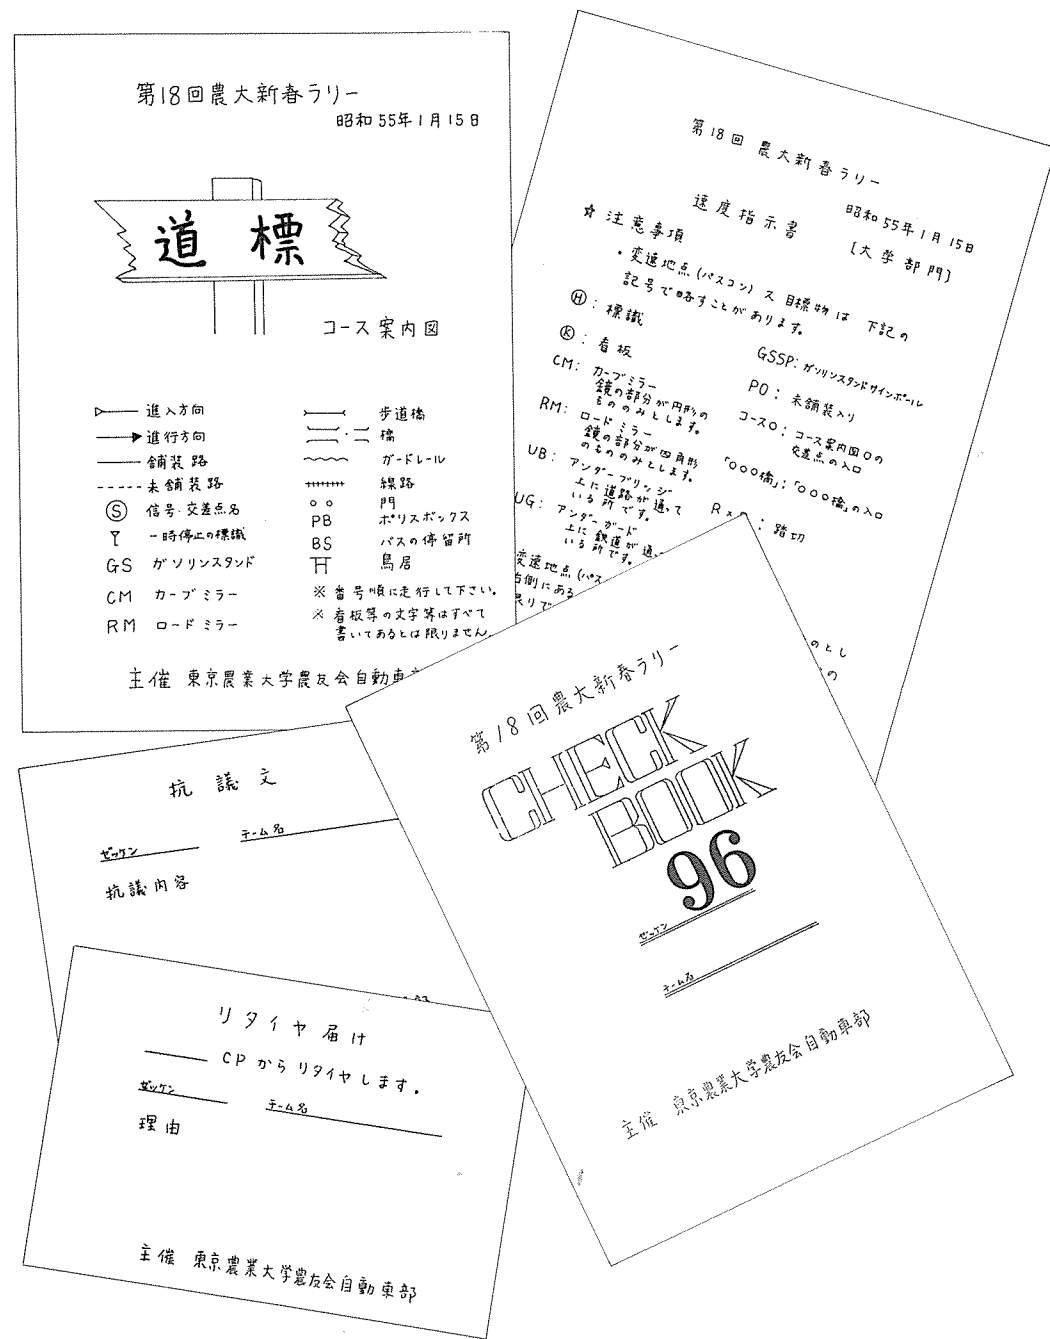 第18回農大新春ラリー
昭和55年1月15日
道標
コース案内図
進入方向
進行方向
舗装路
未舗装路
Ⓢ 信号・交差点名
一時停止の標識
GS ガソリンスタンド
CM カーブミラー
RM ロードミラー
歩道橋
橋
ガードレール
線路
門
PB ポリスボックス
BS バスの停留所
鳥居
※ 番号順に走行して下さい。
※ 看板等の文字等はすべて
書いてあるとは限りません。
主催 東京農業大学農友会自動車
第18回 農大新春ラリー
昭和55年1月15日
速度指示書
[大学部門]
☆注意事項
・変速地点(パスコン)又目標物は 下記の
記号で略すことがあります。
Ⓗ: 標識
Ⓚ: 看板
CM: カーブミラー
鏡の部分が円形の
もののみとします。
RM: ロードミラー
鏡の部分が四角形
のもののみとします。
UB: アンダーブリッジ
上に道路が通って
いる所です。
UG: アンダーガード
上に鉄道が通っ
いる所です。
GSSP: ガソリンスタンドサインポール
PO: 未舗装入り
コース○: コース案内図○の
交差点の入口
「○○○橋」: 「○○○橋」の入口
踏切
変速地点(パス
右側にある
限りで
のとし
の
抗議文
ゼッケン
チーム名
抗議内容
リタイヤ届け
CPからリタイヤします。
ゼッケン
チーム名
理由
主催 東京農業大学農友会自動車部
第18回農大新春ラリー
CHECK
BOOK
96
ゼッケン
チーム名
主催 東京農業大学農友会自動車部